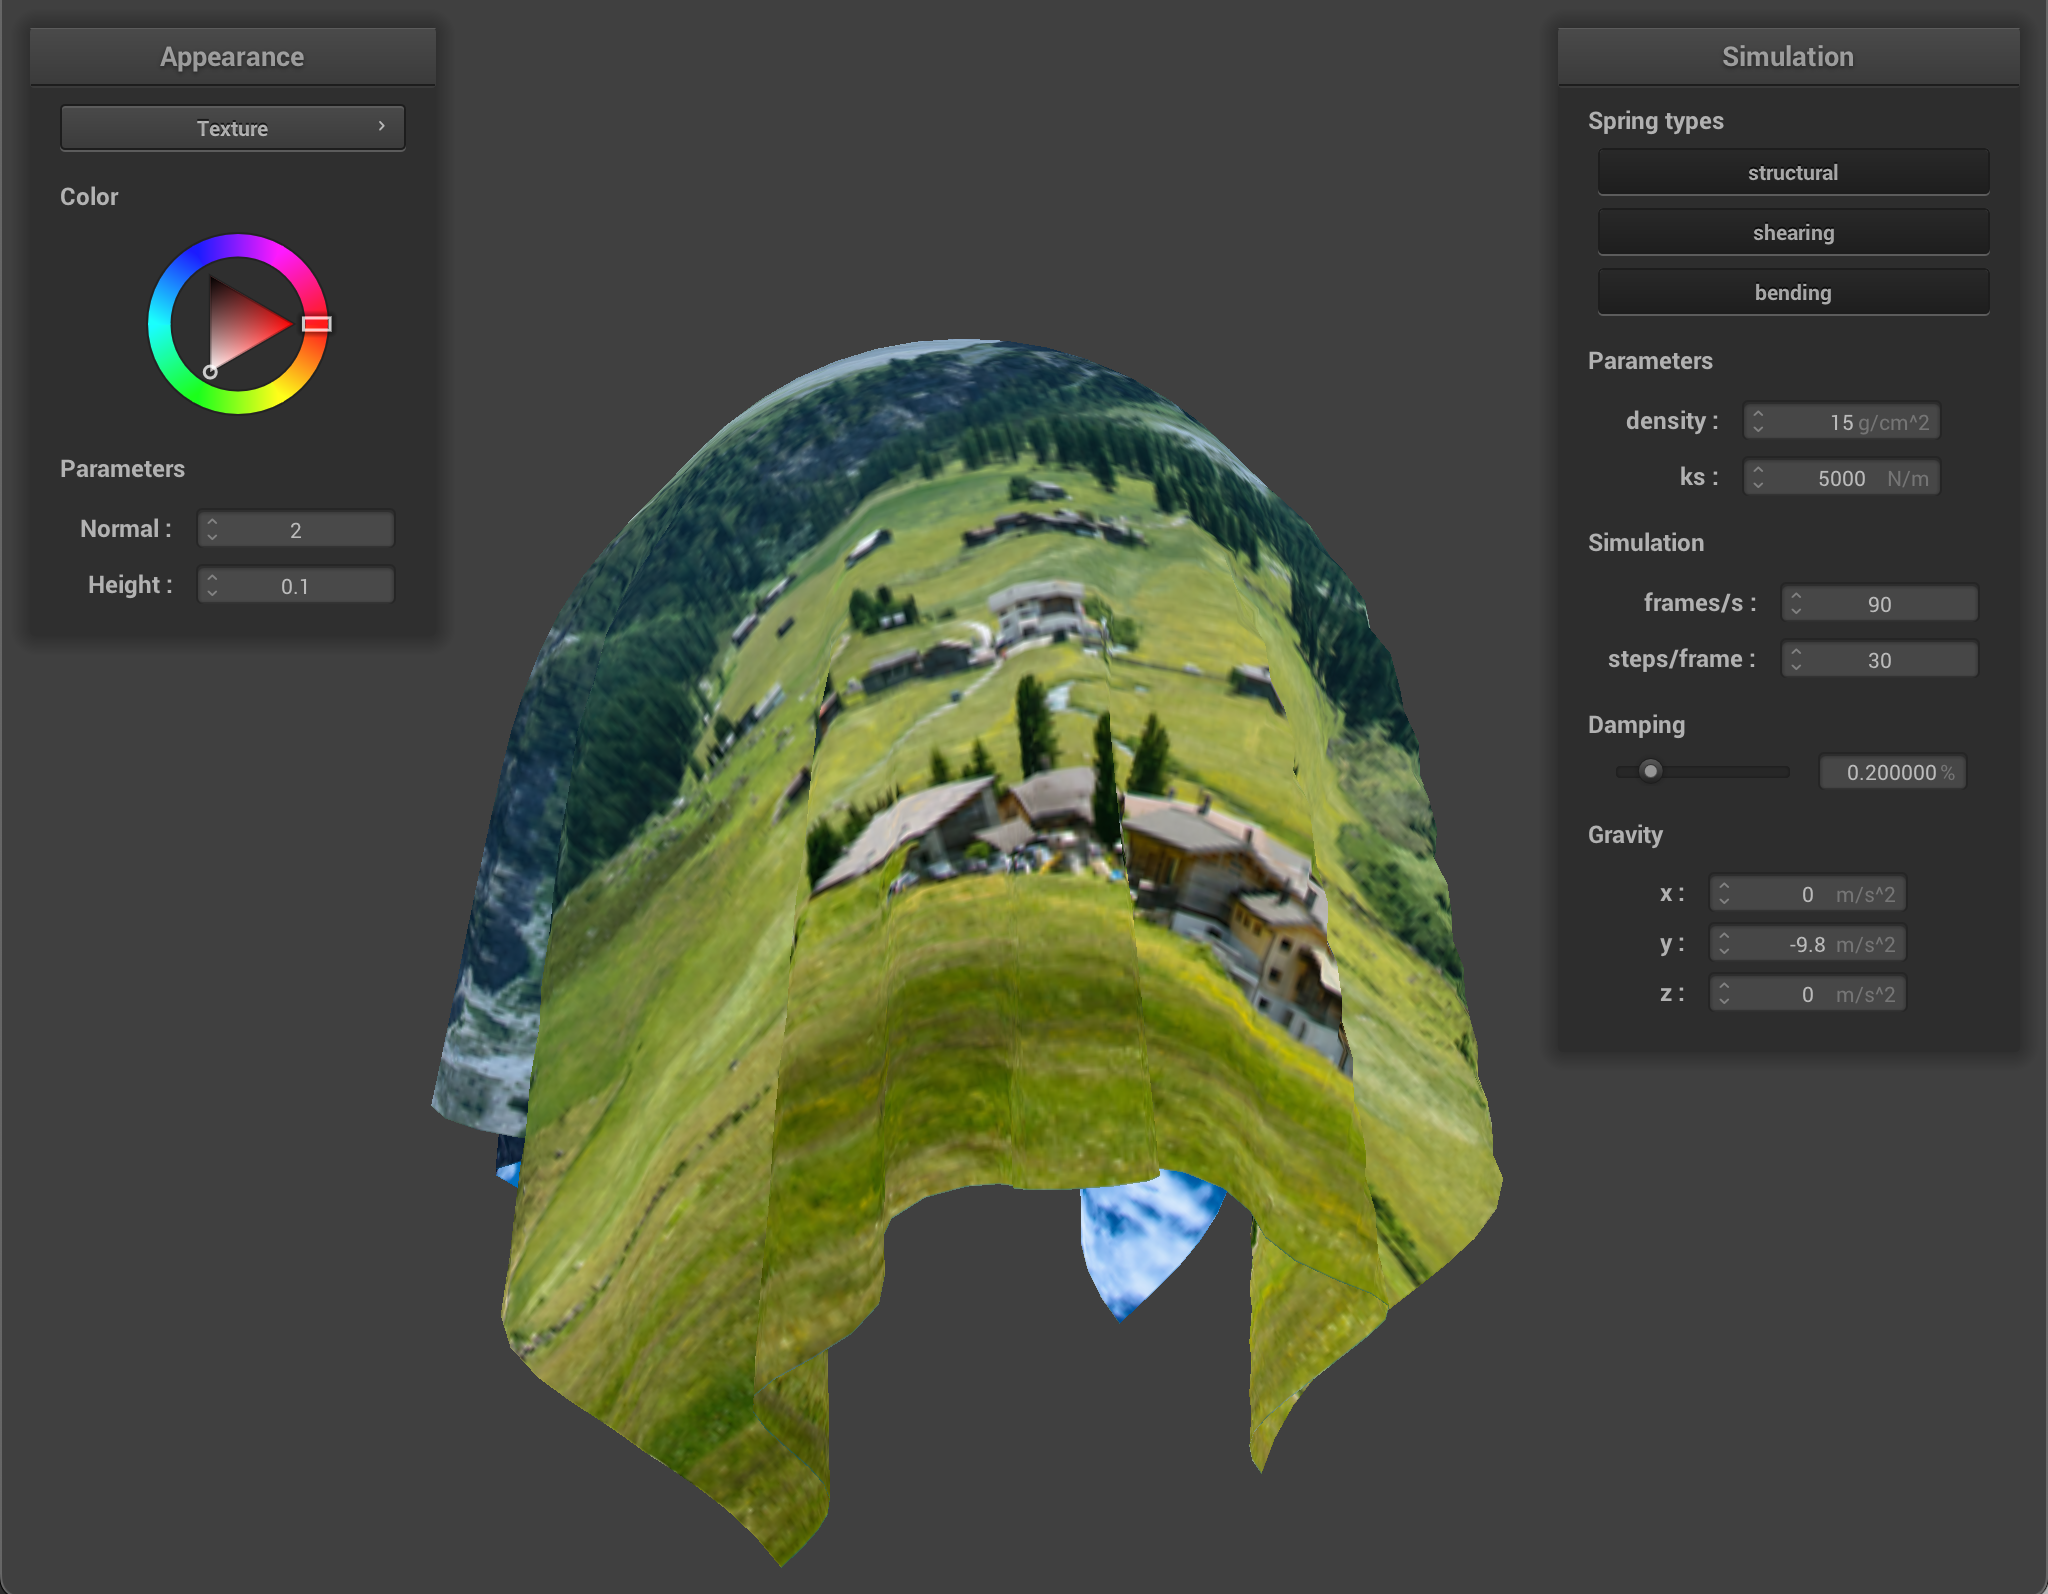 Appearance
Texture
Color
Parameters
Normal : 2
Height : 0.1
Simulation
Spring types
structural
shearing
bending
Parameters
density : 15 g/cm^2
ks : 5000 N/m
Simulation
frames/s : 90
steps/frame : 30
Damping
0.200000 %
Gravity
x : 0 m/s^2
y : -9.8 m/s^2
z : 0 m/s^2